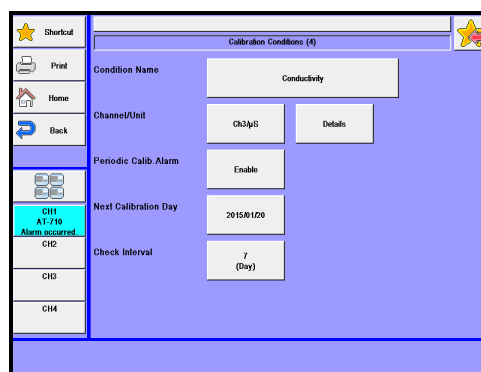 Shortcut
Calibration Conditions (4)
Print
Condition Name
Conductivity
Home
Channel/Unit
Ch3/µS
Details
Back
Periodic Calib.Alarm
Enable
Next Calibration Day
2015/01/20
CH1
AT-710
Alarm occurred.
CH2
Check Interval
7
(Day)
CH3
CH4